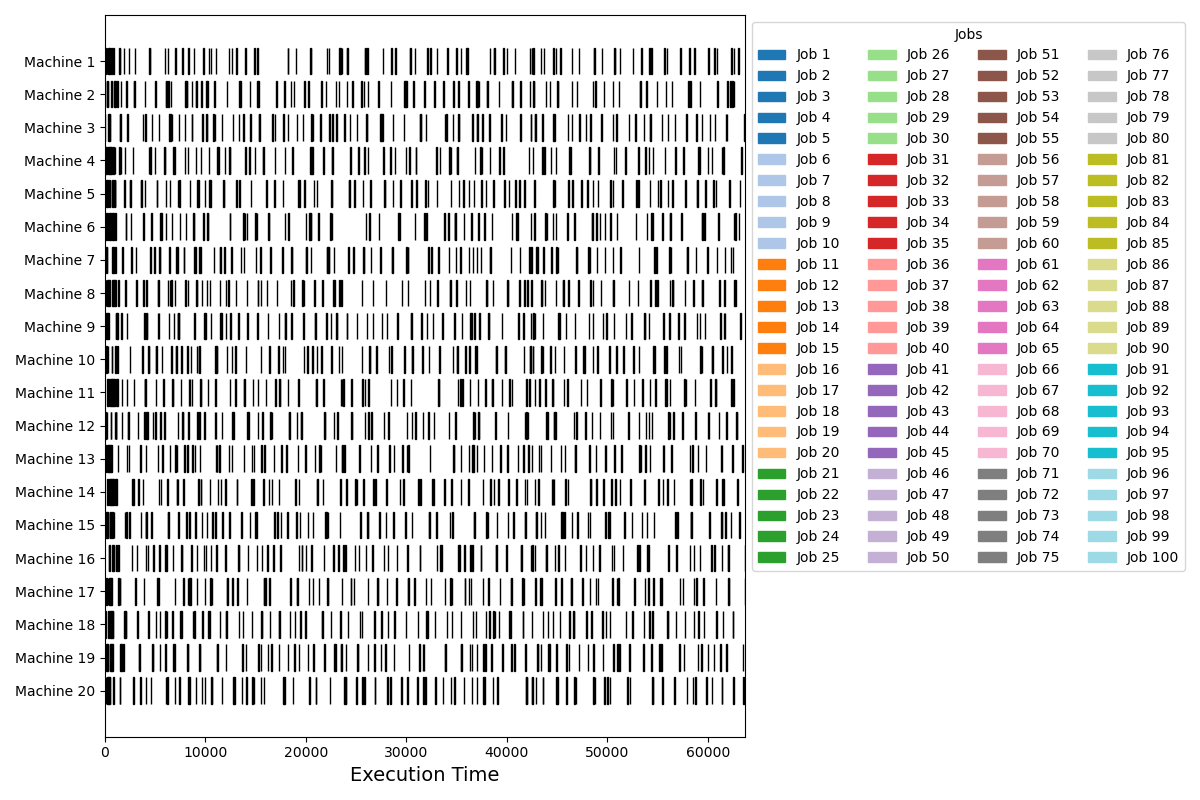 Jobs
Machine 1
Machine 2
Machine 3
Machine 4
Machine 5
Machine 6
Machine 7
Machine 8
Machine 9
Machine 10
Machine 11
Machine 12
Machine 13
Machine 14
Machine 15
Machine 16
Machine 17
Machine 18
Machine 19
Machine 20
0 10000 20000 30000 40000 50000 60000
Execution Time
Job 1 Job 26 Job 51 Job 76
Job 2 Job 27 Job 52 Job 77
Job 3 Job 28 Job 53 Job 78
Job 4 Job 29 Job 54 Job 79
Job 5 Job 30 Job 55 Job 80
Job 6 Job 31 Job 56 Job 81
Job 7 Job 32 Job 57 Job 82
Job 8 Job 33 Job 58 Job 83
Job 9 Job 34 Job 59 Job 84
Job 10 Job 35 Job 60 Job 85
Job 11 Job 36 Job 61 Job 86
Job 12 Job 37 Job 62 Job 87
Job 13 Job 38 Job 63 Job 88
Job 14 Job 39 Job 64 Job 89
Job 15 Job 40 Job 65 Job 90
Job 16 Job 41 Job 66 Job 91
Job 17 Job 42 Job 67 Job 92
Job 18 Job 43 Job 68 Job 93
Job 19 Job 44 Job 69 Job 94
Job 20 Job 45 Job 70 Job 95
Job 21 Job 46 Job 71 Job 96
Job 22 Job 47 Job 72 Job 97
Job 23 Job 48 Job 73 Job 98
Job 24 Job 49 Job 74 Job 99
Job 25 Job 50 Job 75 Job 100